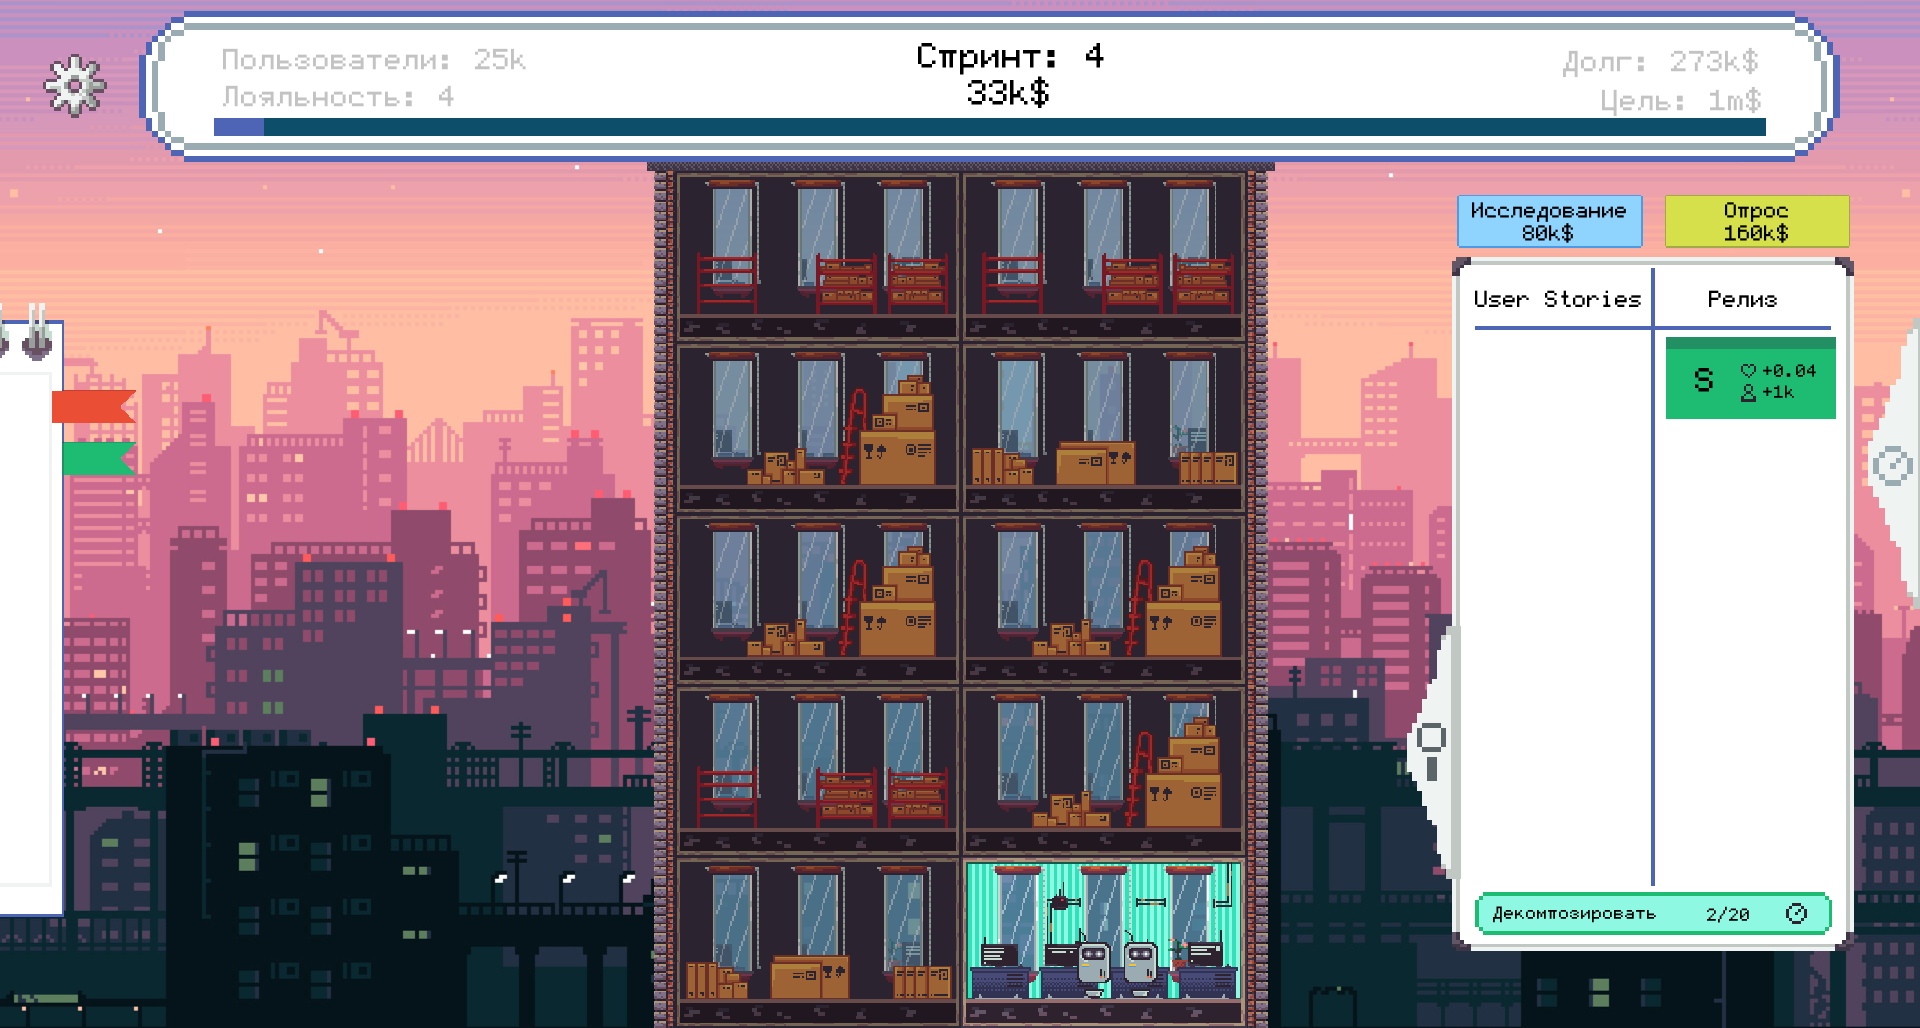 Пользователи: 25k
Лояльность: 4
Спринт: 4
33k$
Долг: 273k$
Цель: 1m$
Исследование
80k$
Опрос
160k$
User Stories
Релиз
S
+0.04
+1k
Декомпозировать 2/20